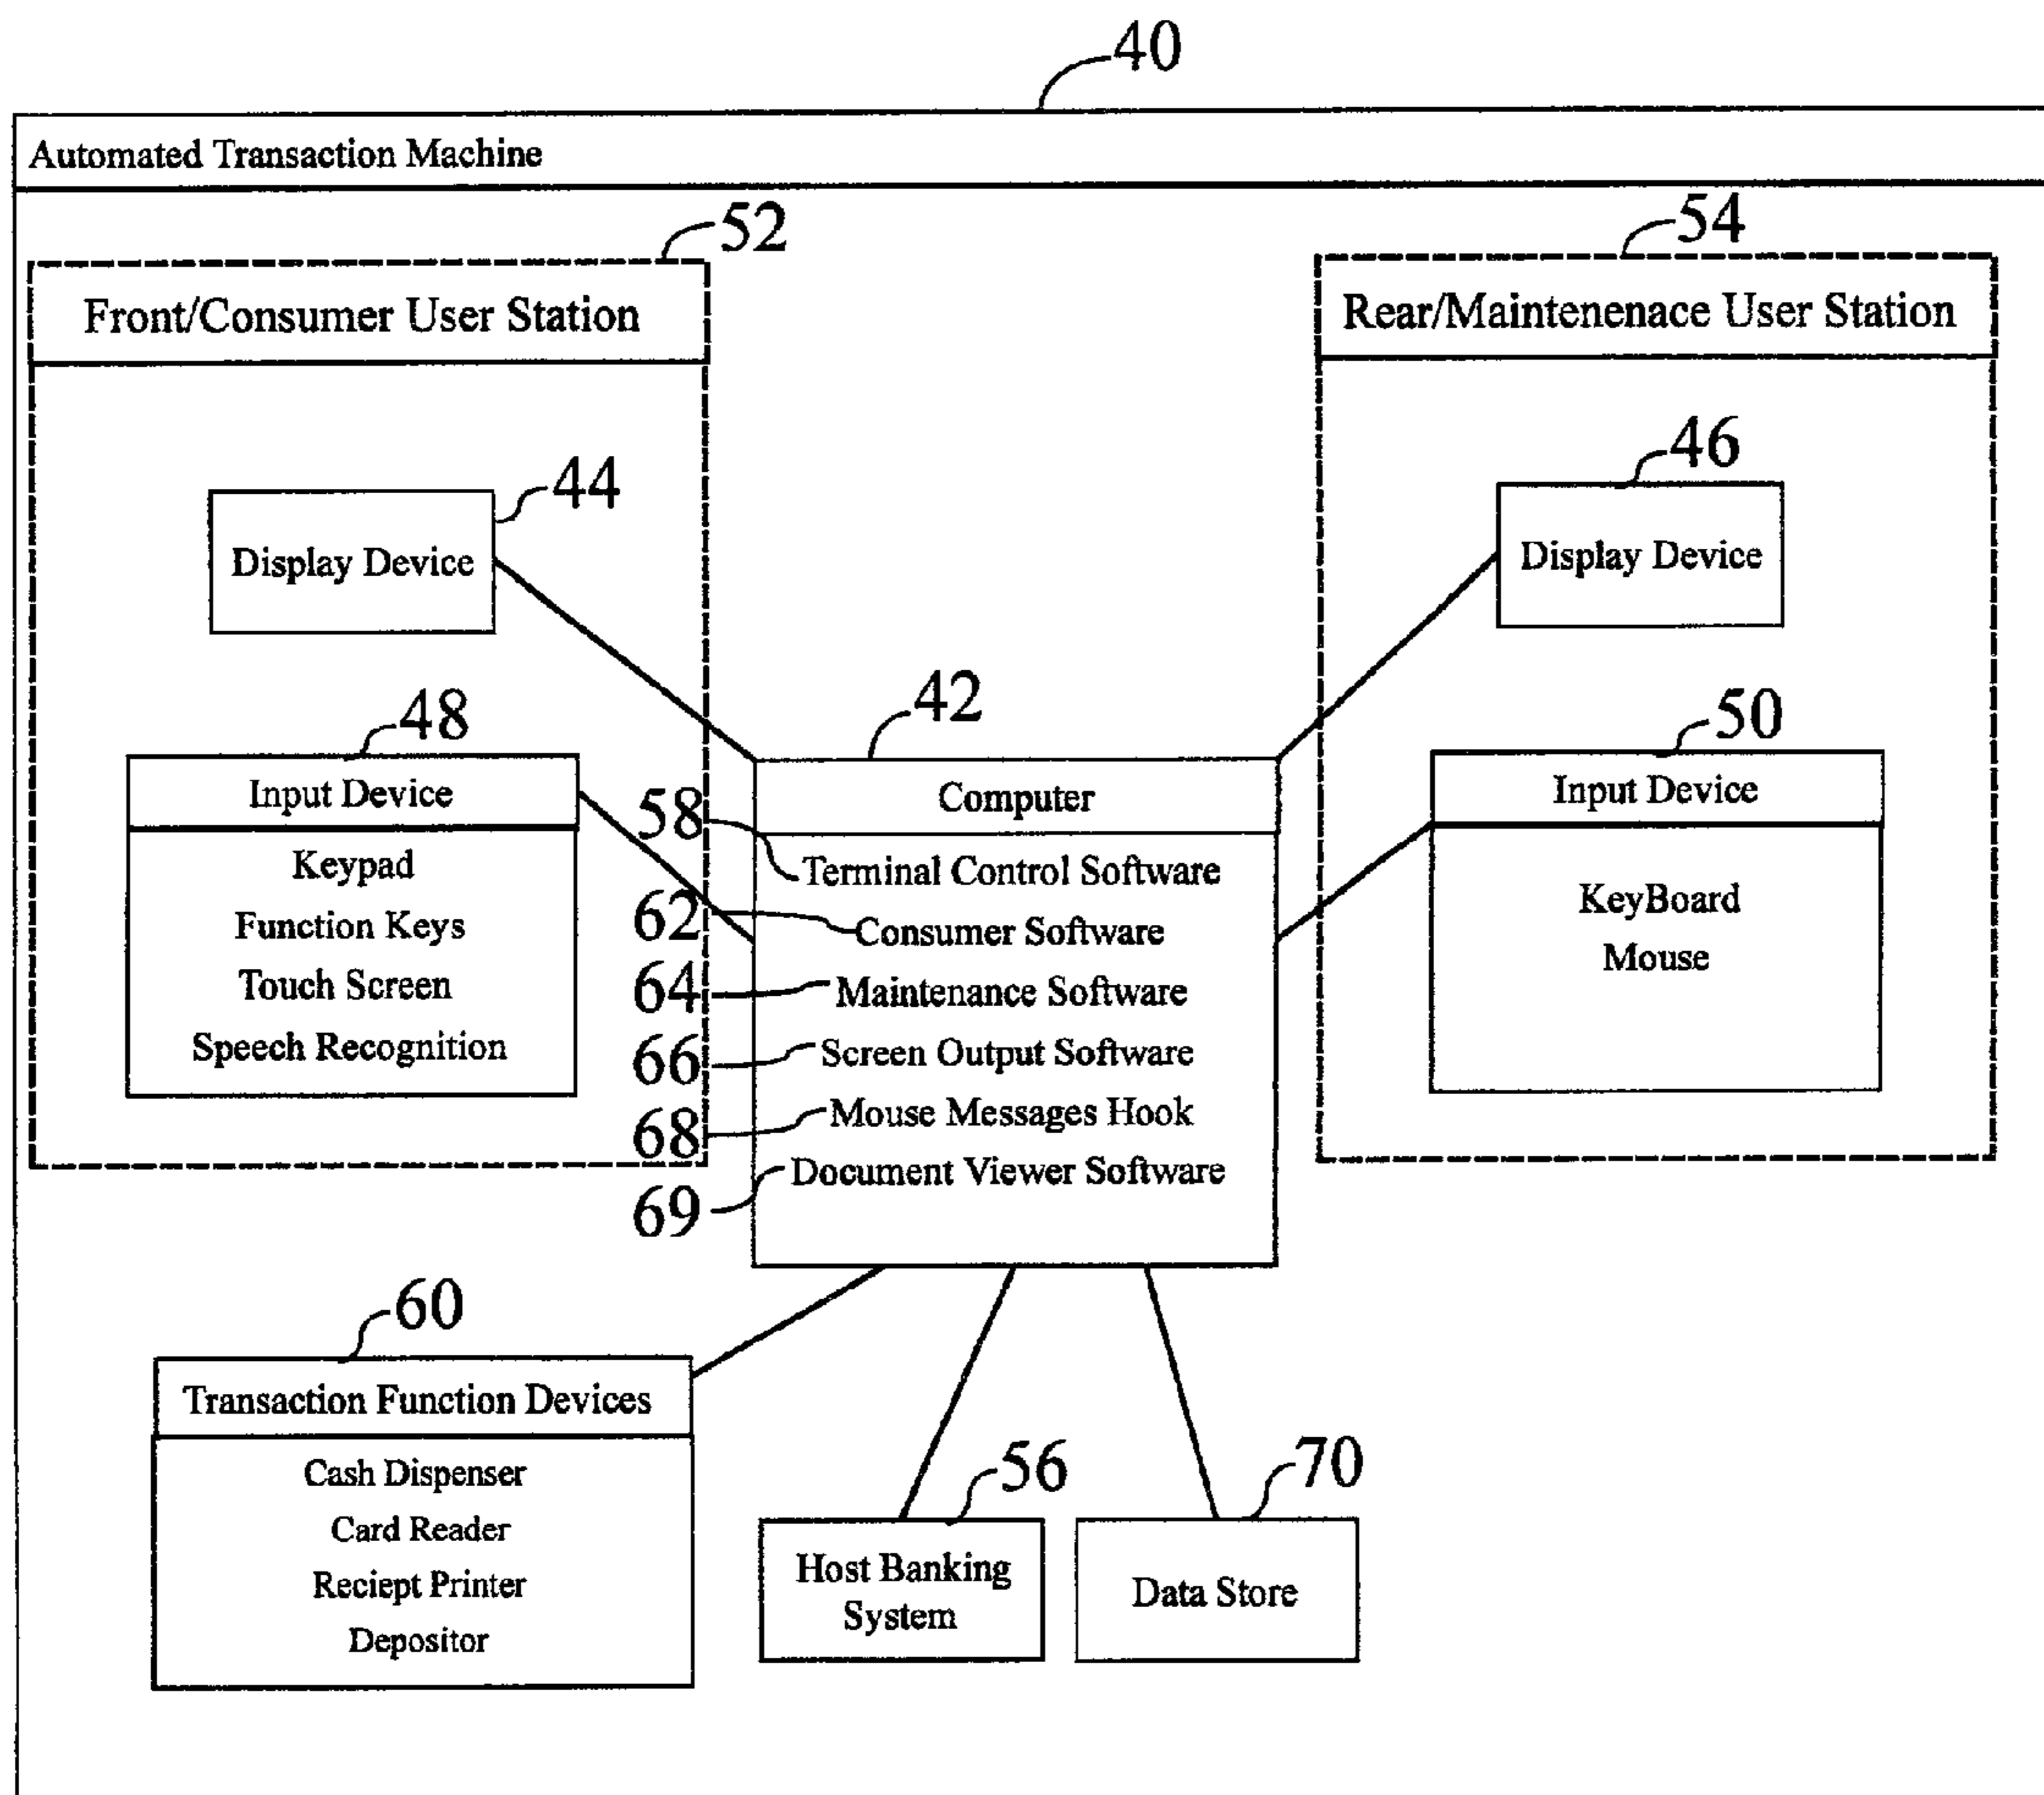 40
Automated Transaction Machine
52
54
Front/Consumer User Station
Rear/Maintenenace User Station
44
Display Device
46
Display Device
48
Input Device
Keypad
Function Keys
Touch Screen
Speech Recognition
42
Computer
58
Terminal Control Software
62
Consumer Software
64
Maintenance Software
66
Screen Output Software
68
Mouse Messages Hook
69
Document Viewer Software
50
Input Device
KeyBoard
Mouse
60
Transaction Function Devices
Cash Dispenser
Card Reader
Reciept Printer
Depositor
56
Host Banking
System
70
Data Store